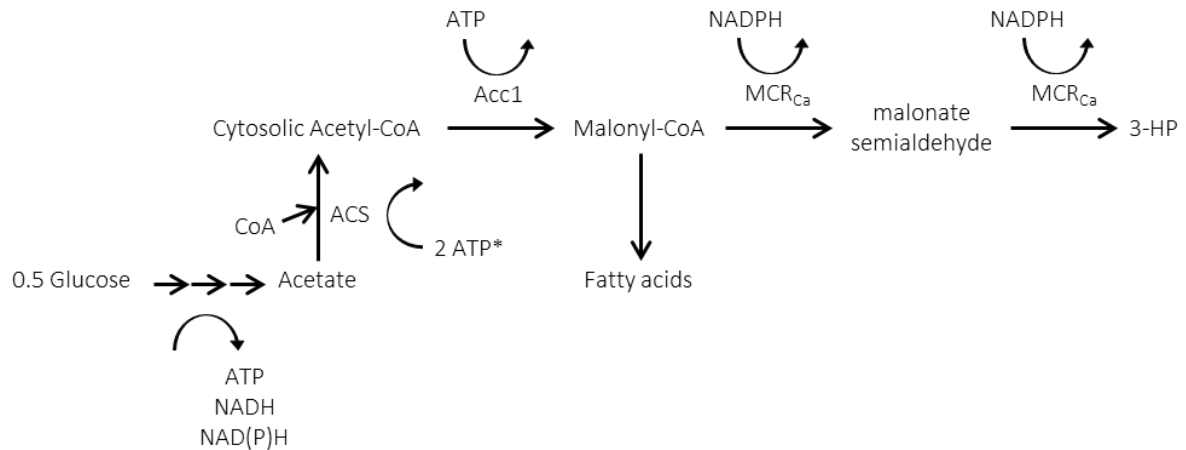 ATP
NADPH
NADPH
Acc1
MCRCa
MCRCa
Cytosolic Acetyl-CoA
Malonyl-CoA
malonate
semialdehyde
3-HP
CoA
ACS
2 ATP*
0.5 Glucose
Acetate
Fatty acids
ATP
NADH
NAD(P)H